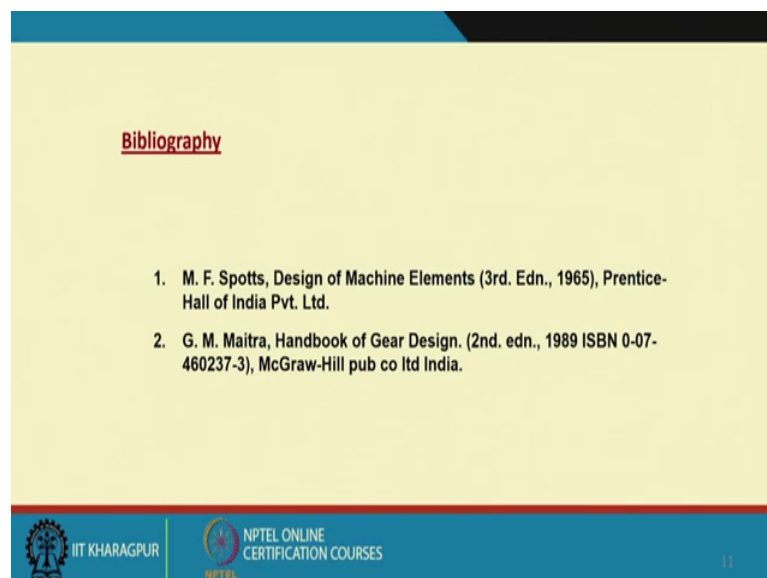 Bibliography
1. M. F. Spotts, Design of Machine Elements (3rd. Edn., 1965), Prentice-
Hall of India Pvt. Ltd.
2. G. M. Maitra, Handbook of Gear Design. (2nd. edn., 1989 ISBN 0-07-
460237-3), McGraw-Hill pub co ltd India.
IIT KHARAGPUR
NPTEL ONLINE
CERTIFICATION COURSES
NPTEL
11